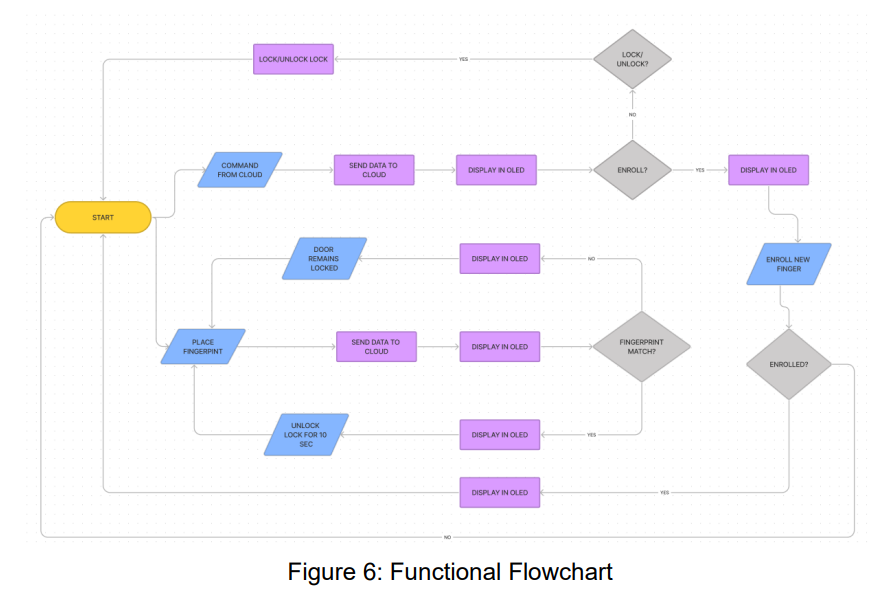 LOCK/UNLOCK LOCK
YES
LOCK/
UNLOCK?
NO
COMMAND
FROM CLOUD
SEND DATA TO
CLOUD
DISPLAY IN OLED
ENROLL?
YES
DISPLAY IN OLED
START
DOOR
REMAINS
LOCKED
DISPLAY IN OLED
NO
ENROLL NEW
FINGER
PLACE
FINGERPINT
SEND DATA TO
CLOUD
DISPLAY IN OLED
FINGERPRINT
MATCH?
ENROLLED?
UNLOCK
LOCK FOR 10
SEC
DISPLAY IN OLED
YES
DISPLAY IN OLED
YES
NO
Figure 6: Functional Flowchart